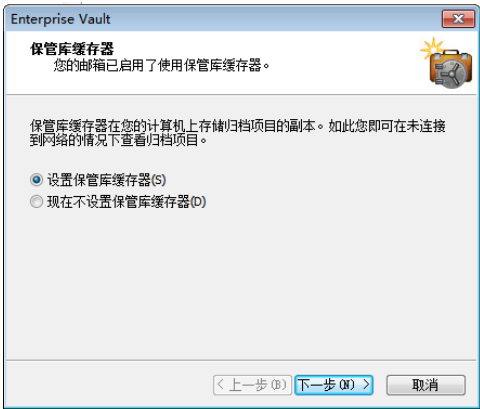 Enterprise Vault
保管库缓存器
您的邮箱已启用了使用保管库缓存器。
保管库缓存器在您的计算机上存储归档项目的副本。如此您即可在未连接
到网络的情况下查看归档项目。
设置保管库缓存器(S)
现在不设置保管库缓存器(D)
< 上一步(B) 下一步(N) > 取消